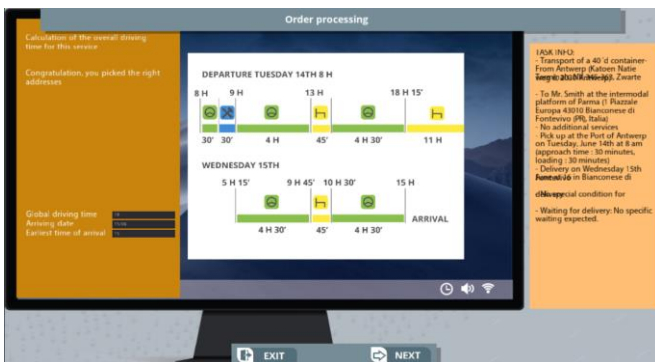 Order processing
Calculation of the overall driving
time for this service
Congratulation, you picked the right
addresses
Global driving time
Arriving date
Earliest time of arrival
DEPARTURE TUESDAY 14TH 8 H
8 H 9 H 13 H 18 H 15'
30' 30' 4 H 45' 4 H 30' 11 H
WEDNESDAY 15TH
5 H 15' 9 H 45' 10 H 30' 15 H
ARRIVAL
4 H 30' 45' 4 H 30'
TASK INFO:
- Transport of a 40 'd container-
From Antwerp (Katoen Natie
Zwarte
- To Mr. Smith at the intermodal
platform of Parma (1 Piazzale
Europa 43010 Bianconese di
Fontevivo (PR), Italia)
- No additional services
- Pick up at the Port of Antwerp
on Tuesday, June 14th at 8 am
(approach time : 30 minutes,
loading : 30 minutes)
- Delivery on Wednesday 15th
in Bianconese di
special condition for
- Waiting for delivery: No specific
waiting expected.
EXIT
NEXT